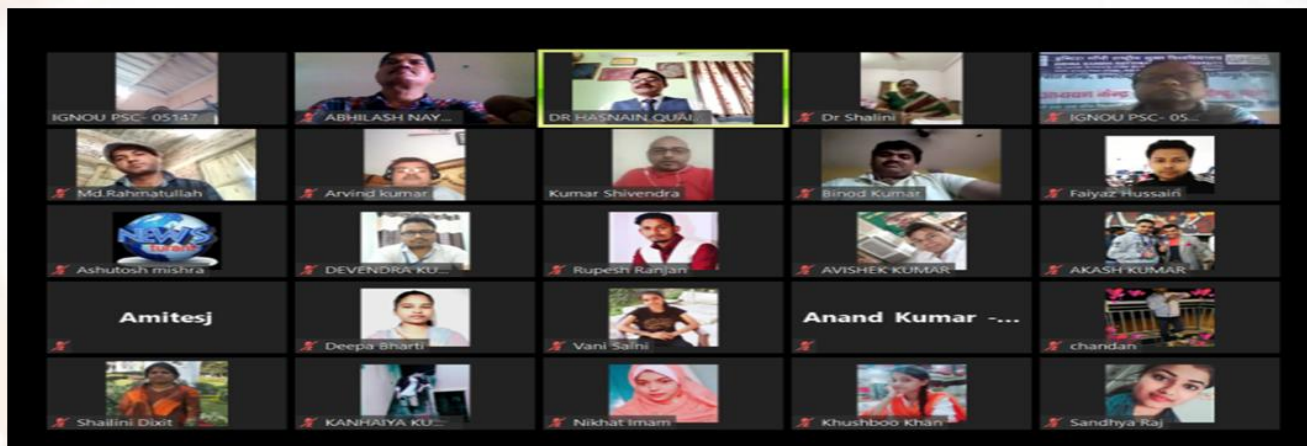 IGNOU PSC- 05147
ABHILASH NAY...
DR HASNAIN QUAI...
Dr Shalini
IGNOU PSC- 05...
Md.Rahmatullah
Arvind kumar
Kumar Shivendra
Binod Kumar
Faiyaz Hussain
NEWS
turant
Ashutosh mishra
DEVENDRA KU...
Rupesh Ranjan
AVISHEK KUMAR
AKASH KUMAR
Amitesj
Deepa Bharti
Vani Saini
Anand Kumar -...
chandan
Shailini Dixit
KANHAIYA KU...
Nikhat Imam
Khushboo Khan
Sandhya Raj